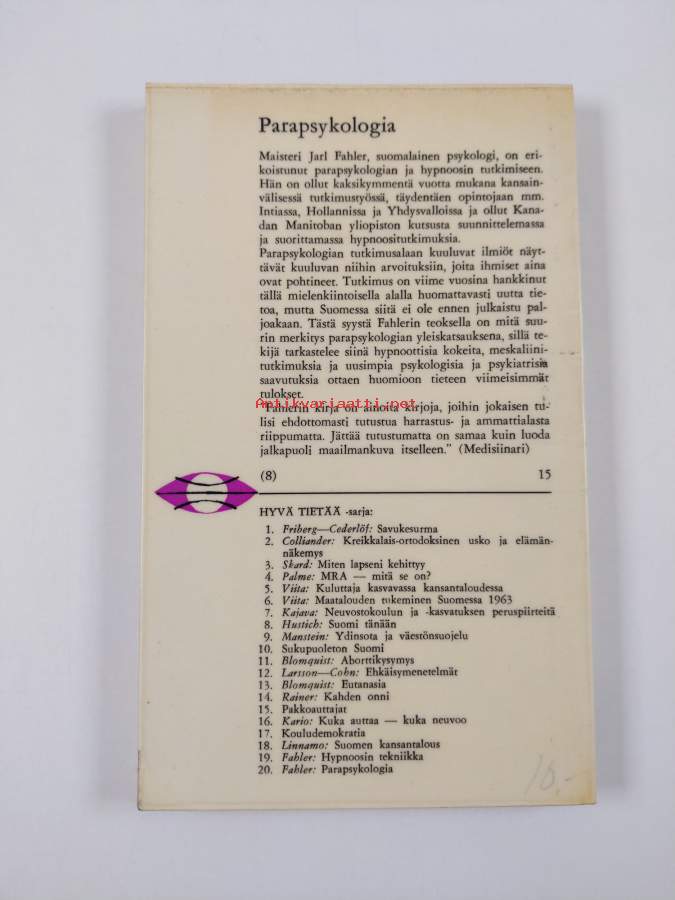 Parapsykologia
Maisteri Jarl Fahler, suomalainen psykologi, on eri-
koistunut parapsykologian ja hypnoosin tutkimiseen.
Hän on ollut kaksikymmentä vuotta mukana kansain-
välisessä tutkimustyössä, täydentäen opintojaan mm.
Intiassa, Hollannissa ja Yhdysvalloissa ja ollut Kana-
dan Manitoban yliopiston kutsusta suunnittelemassa
ja suorittamassa hypnoositutkimuksia.
Parapsykologian tutkimusalaan kuuluvat ilmiöt näyt-
tävät kuuluvan niihin arvoituksiin, joita ihmiset aina
ovat pohtineet. Tutkimus on viime vuosina hankkinut
tällä mielenkiintoisella alalla huomattavasti uutta tie-
toa, mutta Suomessa siitä ei ole ennen julkaistu pal-
joakaan. Tästä syystä Fahlerin teoksella on mitä suu-
rin merkitys parapsykologian yleiskatsauksena, sillä te-
kijä tarkastelee siinä hypnoottisia kokeita, meskaliini-
tutkimuksia ja uusimpia psykologisia ja psykiatrisia
saavutuksia ottaen huomioon tieteen viimeisimmät
tulokset.
Antikvariaatti.net
"Fahlerin kirja on ainoita kirjoja, joihin jokaisen tu-
lisi ehdottomasti tutustua harrastus- ja ammattialasta
riippumatta. Jättää tutustumatta on samaa kuin luoda
jalkapuoli maailmankuva itselleen." (Medisiinari)
(8) 15
HYVÄ TIETÄÄ -sarja:
1. Friberg—Cederlöf: Savukesurma
2. Colliander: Kreikkalais-ortodoksinen usko ja elämän-
näkemys
3. Skard: Miten lapseni kehittyy
4. Palme: MRA — mitä se on?
5. Viita: Kuluttaja kasvavassa kansantaloudessa
6. Viita: Maatalouden tukeminen Suomessa 1963
7. Kajava: Neuvostokoulun ja -kasvatuksen peruspiirteitä
8. Hustich: Suomi tänään
9. Manstein: Ydinsota ja väestönsuojelu
10. Sukupuoleton Suomi
11. Blomquist: Aborttikysymys
12. Larsson—Cohn: Ehkäisymenetelmät
13. Blomquist: Eutanasia
14. Rainer: Kahden onni
15. Pakkoauttajat
16. Kario: Kuka auttaa — kuka neuvoo
17. Kouludemokratia
18. Linnamo: Suomen kansantalous
19. Fahler: Hypnoosin tekniikka
20. Fahler: Parapsykologia
10.-